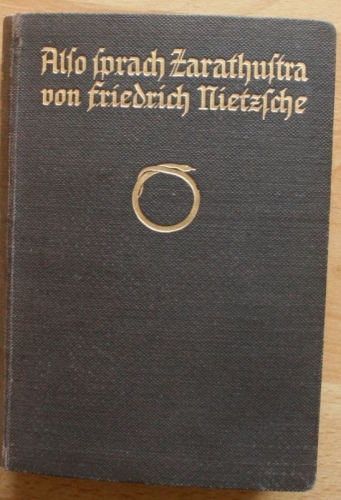 Also sprach Zarathustra
von Friedrich Nietzsche